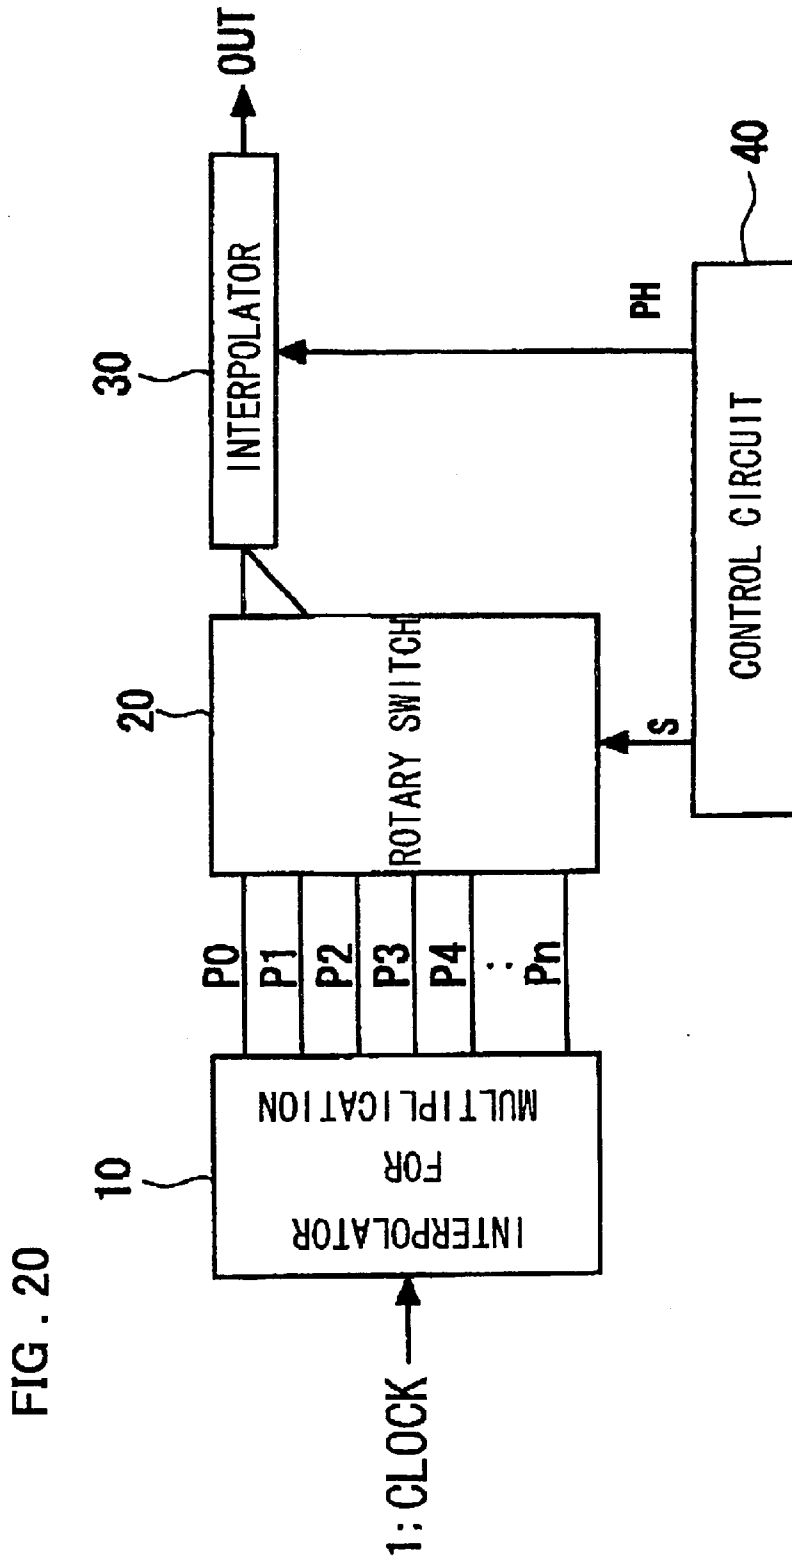 FIG. 20
1; CLOCK
10
INTERPOLATOR
FOR
MULTIPLICATION
P0
P1
P2
P3
P4
:
Pn
20
ROTARY SWITCH
30
INTERPOLATOR
OUT
S
PH
CONTROL CIRCUIT
40